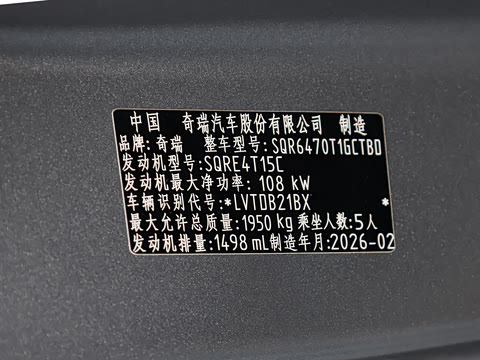 中国 奇瑞汽车股份有限公司 制造
品牌: 奇瑞 整车型号: SQR6470T1GCTBD
发动机型号: SQRE4T15C
发动机最大净功率: 108 kW
车辆识别代号: *LVTDB21BX *
最大允许总质量: 1950 kg 乘坐人数: 5人
发动机排量: 1498 mL 制造年月: 2026-02